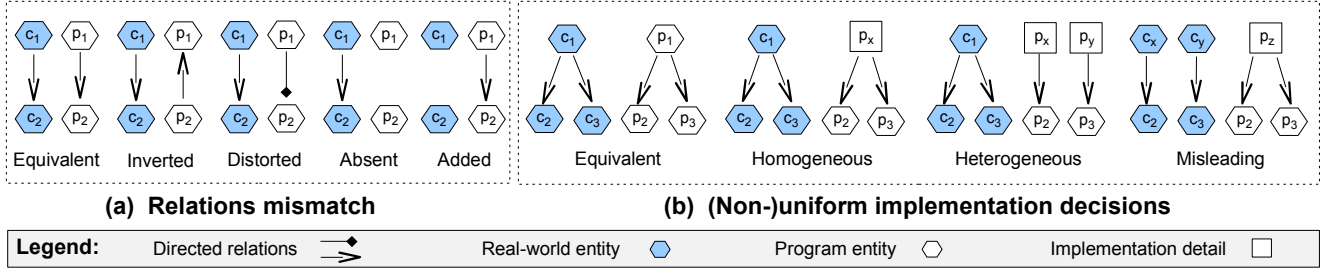 c1 p1 c1 p1 c1 p1 c1 p1 c1 p1
c2 p2 c2 p2 c2 p2 c2 p2 c2 p2
Equivalent Inverted Distorted Absent Added
(a) Relations mismatch
c1 p1 c1 px c1 px py cx cy pz
c2 c3 p2 p3 c2 c3 p2 p3 c2 c3 p2 p3 c2 c3 p2 p3
Equivalent Homogeneous Heterogeneous Misleading
(b) (Non-)uniform implementation decisions
Legend: Directed relations Real-world entity Program entity Implementation detail